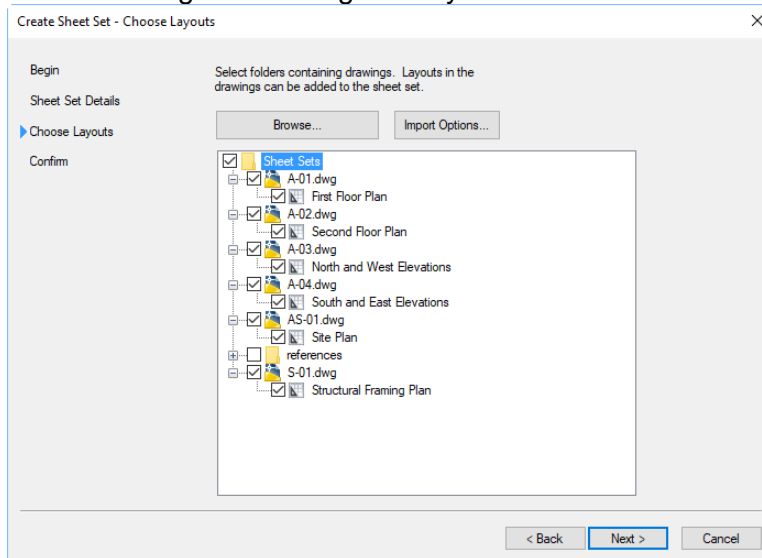 Create Sheet Set - Choose Layouts
Begin
Sheet Set Details
Choose Layouts
Confirm
Select folders containing drawings. Layouts in the
drawings can be added to the sheet set.
Browse... Import Options...
Sheet Sets
A-01.dwg
First Floor Plan
A-02.dwg
Second Floor Plan
A-03.dwg
North and West Elevations
A-04.dwg
South and East Elevations
AS-01.dwg
Site Plan
references
S-01.dwg
Structural Framing Plan
< Back Next > Cancel